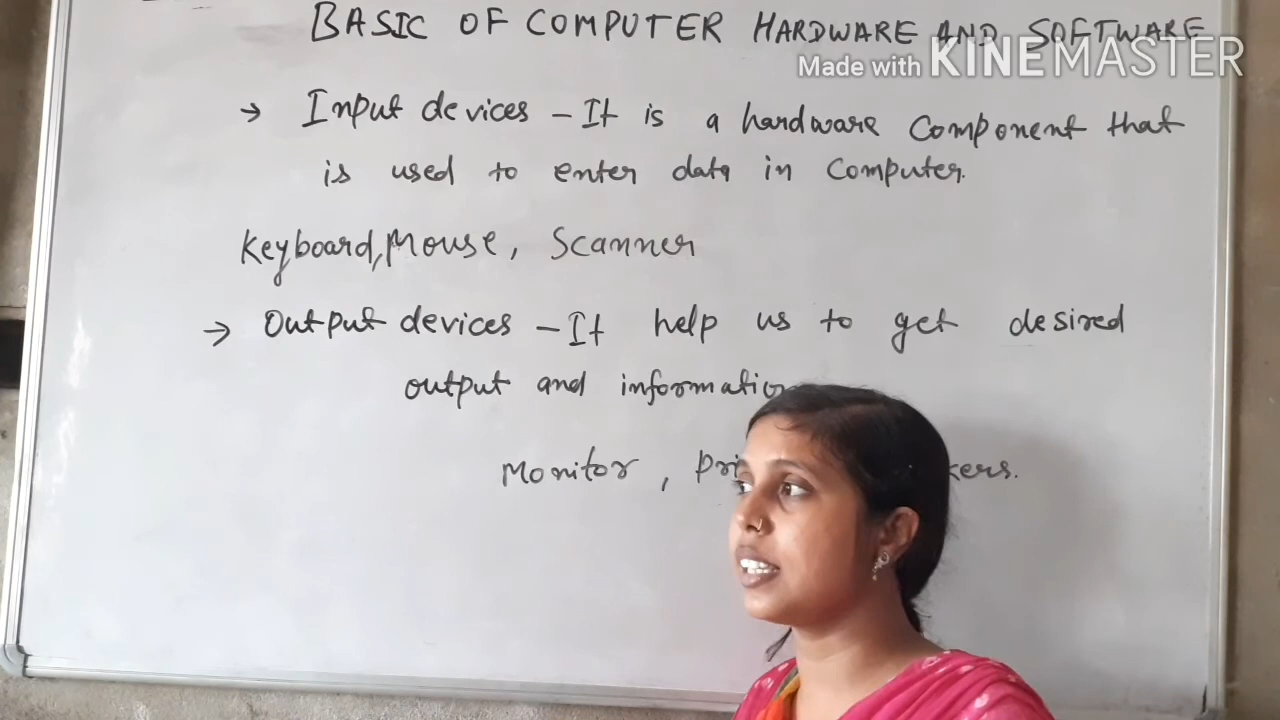 BASIC OF COMPUTER HARDWARE AND SOFTWARE
Made with KINEMASTER
→ Input devices - It is a hardware component that
is used to enter data in computer.
Keyboard, Mouse, Scanner
→ Output devices - It help us to get desired
output and information
Monitor,